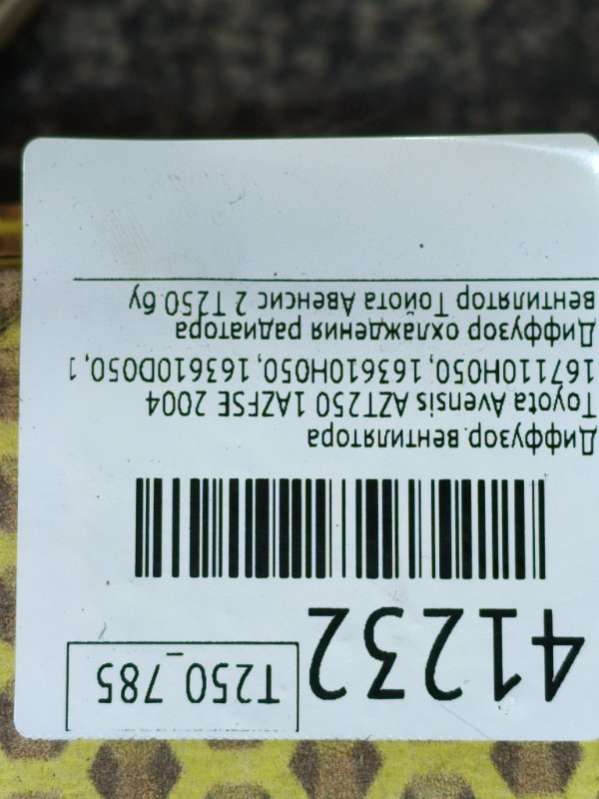 41232 T250_785
Диффузор вентилятора
Toyota Avensis AZT250 1AZFSE 2004
167110H050, 163610H050, 163610D050, 1
Диффузор охлаждения радиатора
вентилятор Тойота Авенсис 2 Т250 бу